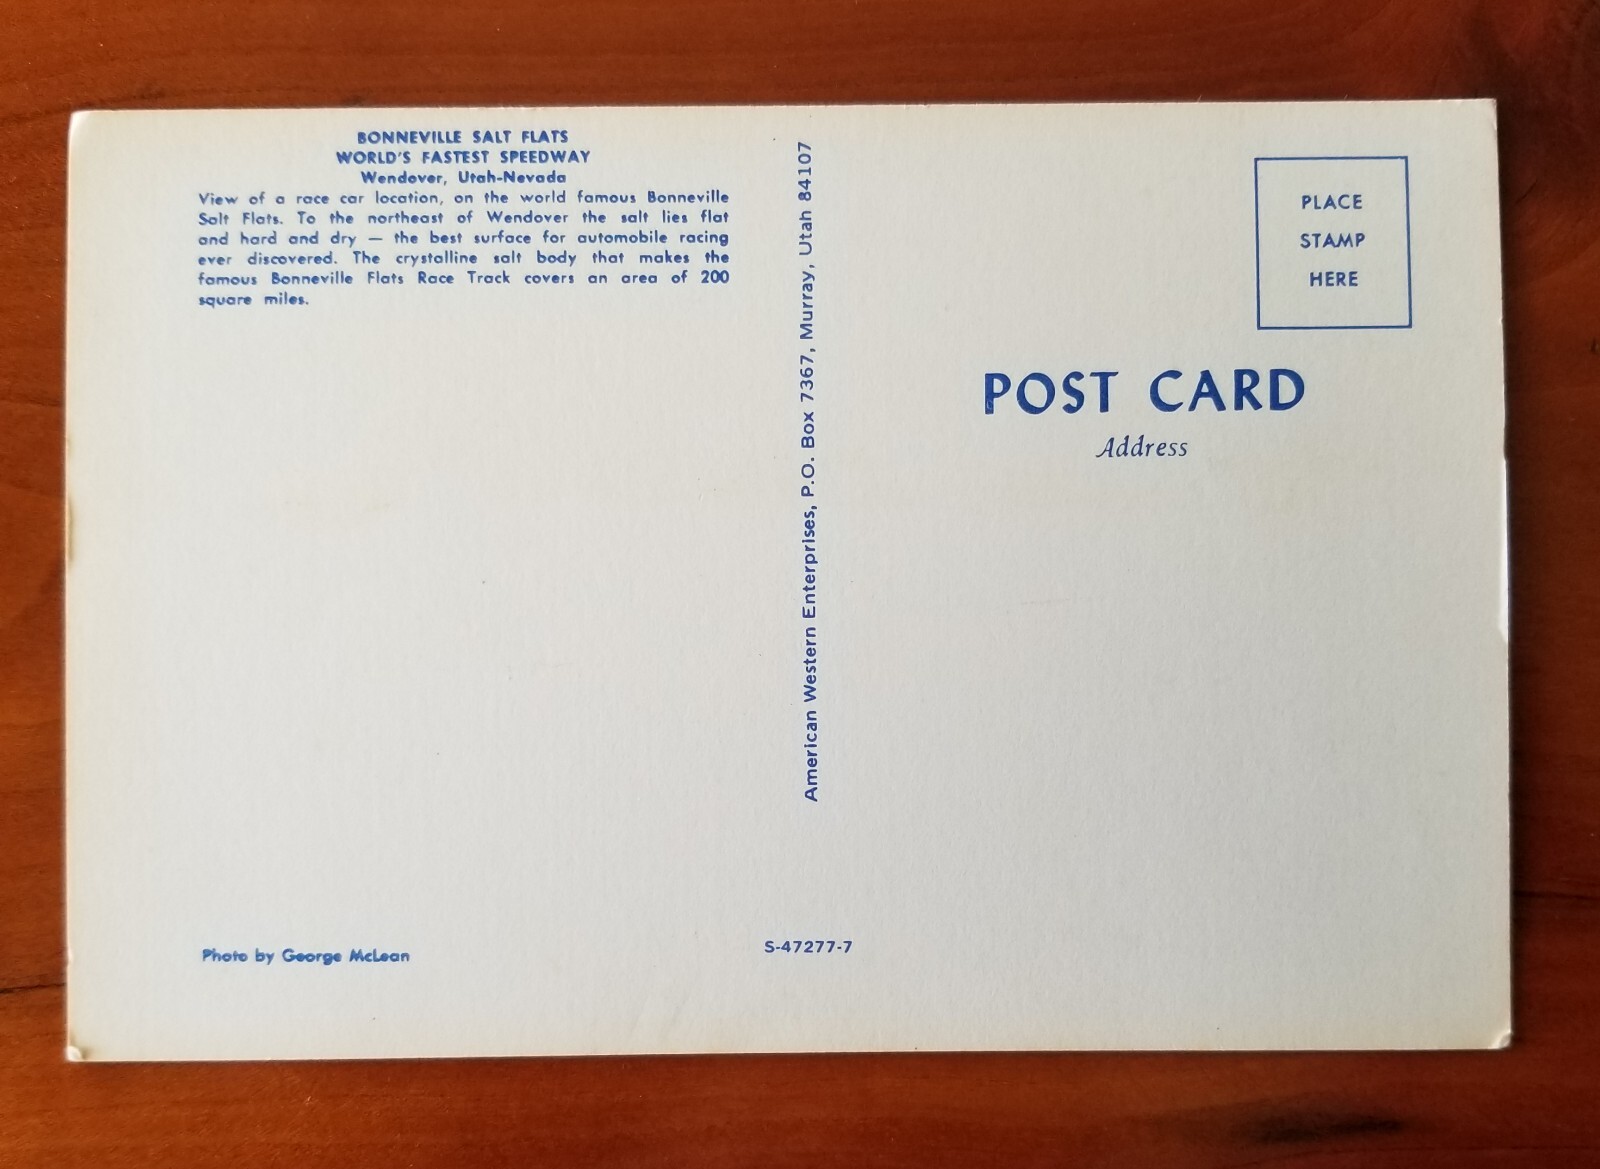 BONNEVILLE SALT FLATS
WORLD'S FASTEST SPEEDWAY
Wendover, Utah-Nevada
View of a race car location, on the world famous Bonneville
Salt Flats. To the northeast of Wendover the salt lies flat
and hard and dry — the best surface for automobile racing
ever discovered. The crystalline salt body that makes the
famous Bonneville Flats Race Track covers an area of 200
square miles.
Photo by George McLean
American Western Enterprises, P.O. Box 7367, Murray, Utah 84107
S-47277-7
PLACE
STAMP
HERE
POST CARD
Address